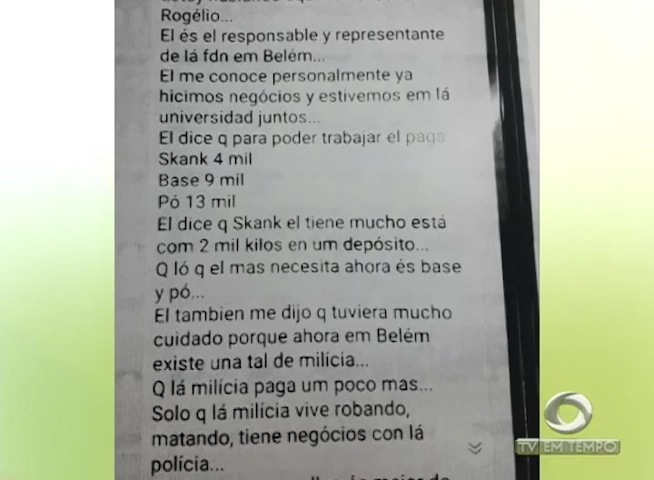 Rogélio...
El és el responsable y representante
de lá fdn em Belém...
El me conoce personalmente ya
hicimos negócios y estivemos em lá
universidad juntos...
El dice q para poder trabajar el paga
Skank 4 mil
Base 9 mil
Pó 13 mil
El dice q Skank el tiene mucho está
com 2 mil kilos en um depósito...
Q ló q el mas necesita ahora és base
y pó...
El tambien me dijo q tuviera mucho
cuidado porque ahora em Belém
existe una tal de milícia...
Q lá milícia paga um poco mas...
Solo q lá milícia vive robando,
matando, tiene negócios con lá
polícia...
TV EM TEMPO